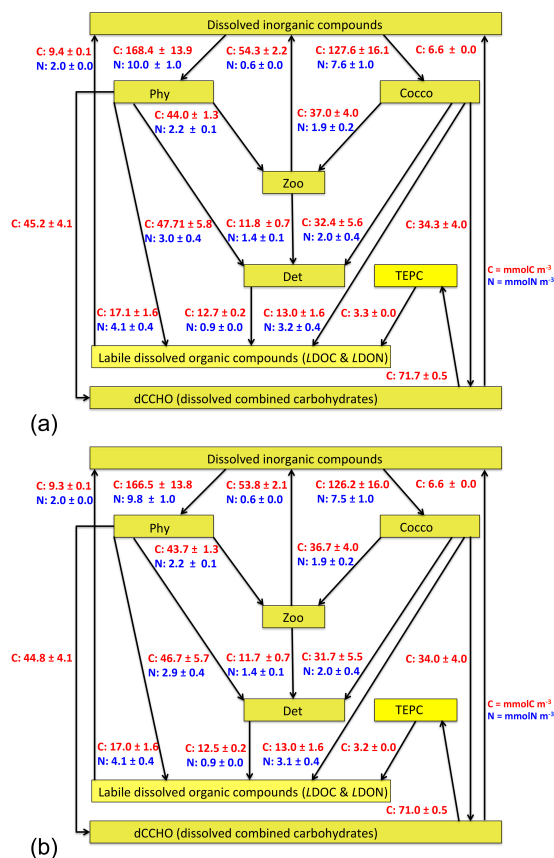 Dissolved inorganic compounds
C: 9.4 ± 0.1 C: 168.4 ± 13.9 C: 54.3 ± 2.2 C: 127.6 ± 16.1 C: 6.6 ± 0.0
N: 2.0 ± 0.0 N: 10.0 ± 1.0 N: 0.6 ± 0.0 N: 7.6 ± 1.0
Phy Cocco
C: 44.0 ± 1.3 C: 37.0 ± 4.0
N: 2.2 ± 0.1 N: 1.9 ± 0.2
Zoo
C: 45.2 ± 4.1 C: 47.71 ± 5.8 C: 11.8 ± 0.7 C: 32.4 ± 5.6 C: 34.3 ± 4.0
N: 3.0 ± 0.4 N: 1.4 ± 0.1 N: 2.0 ± 0.4
C = mmolC m-3
N = mmolN m-3
Det TEPC
C: 17.1 ± 1.6 C: 12.7 ± 0.2 C: 13.0 ± 1.6 C: 3.3 ± 0.0
N: 4.1 ± 0.4 N: 0.9 ± 0.0 N: 3.2 ± 0.4
Labile dissolved organic compounds (LDOC & LDON)
C: 71.7 ± 0.5
dCCHO (dissolved combined carbohydrates)
(a)
Dissolved inorganic compounds
C: 9.3 ± 0.1 C: 166.5 ± 13.8 C: 53.8 ± 2.1 C: 126.2 ± 16.0 C: 6.6 ± 0.0
N: 2.0 ± 0.0 N: 9.8 ± 1.0 N: 0.6 ± 0.0 N: 7.5 ± 1.0
Phy Cocco
C: 43.7 ± 1.3 C: 36.7 ± 4.0
N: 2.2 ± 0.1 N: 1.9 ± 0.2
Zoo
C: 44.8 ± 4.1 C: 46.7 ± 5.7 C: 11.7 ± 0.7 C: 31.7 ± 5.5 C: 34.0 ± 4.0
N: 2.9 ± 0.4 N: 1.4 ± 0.1 N: 2.0 ± 0.4
C = mmolC m-3
N = mmolN m-3
Det TEPC
C: 17.0 ± 1.6 C: 12.5 ± 0.2 C: 13.0 ± 1.6 C: 3.2 ± 0.0
N: 4.1 ± 0.4 N: 0.9 ± 0.0 N: 3.1 ± 0.4
Labile dissolved organic compounds (LDOC & LDON)
C: 71.0 ± 0.5
dCCHO (dissolved combined carbohydrates)
(b)